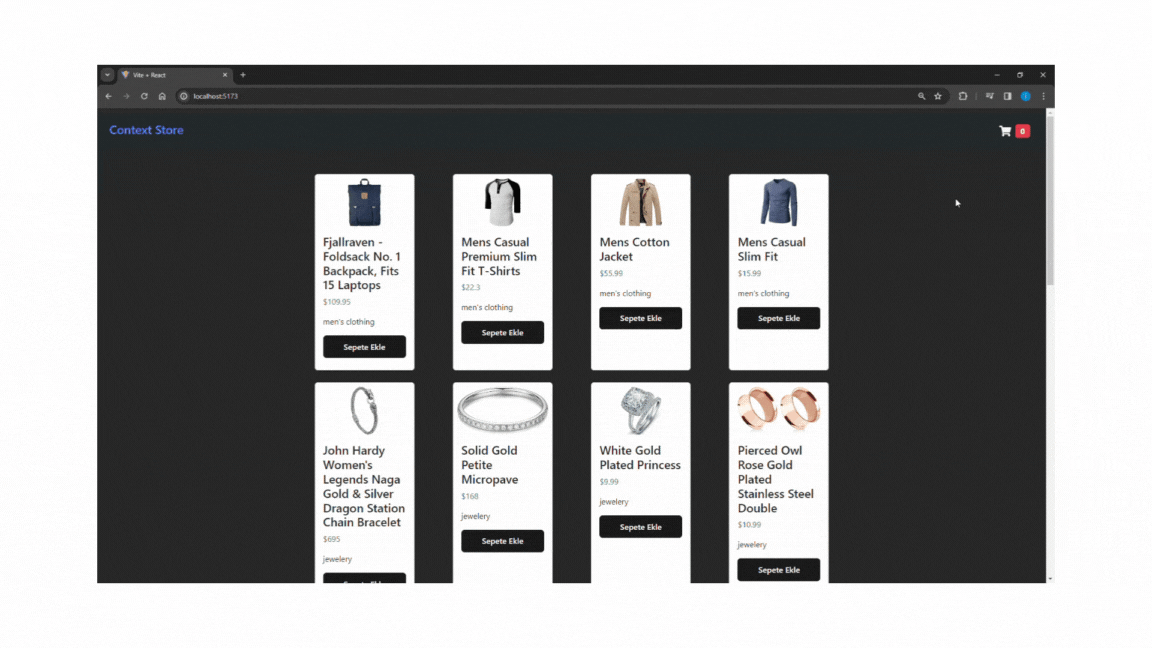 Vite + React
localhost:5173
Context Store
0
Fjallraven -
Foldsack No. 1
Backpack, Fits
15 Laptops
$109.95
men's clothing
Sepete Ekle
Mens Casual
Premium Slim
Fit T-Shirts
$22.3
men's clothing
Sepete Ekle
Mens Cotton
Jacket
$55.99
men's clothing
Sepete Ekle
Mens Casual
Slim Fit
$15.99
men's clothing
Sepete Ekle
John Hardy
Women's
Legends Naga
Gold & Silver
Dragon Station
Chain Bracelet
$695
jewelery
Solid Gold
Petite
Micropave
$168
jewelery
Sepete Ekle
White Gold
Plated Princess
$9.99
jewelery
Sepete Ekle
Pierced Owl
Rose Gold
Plated
Stainless Steel
Double
$10.99
jewelery
Sepete Ekle